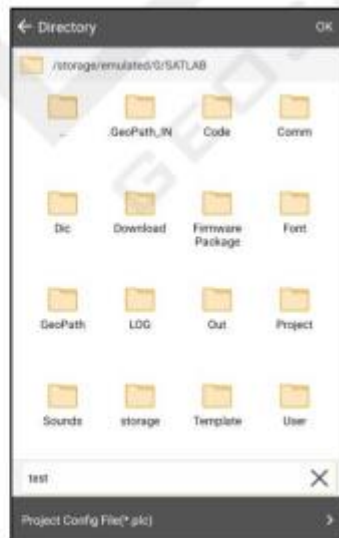 ← Directory OK
/storage/emulated/0/SATLAB
.. GeoPath_IN Code Comm
Dic Download Firmware Package Font
GeoPath LOG Out Project
Sounds storage Template User
test
Project Config File(*.plc) >
GEOS